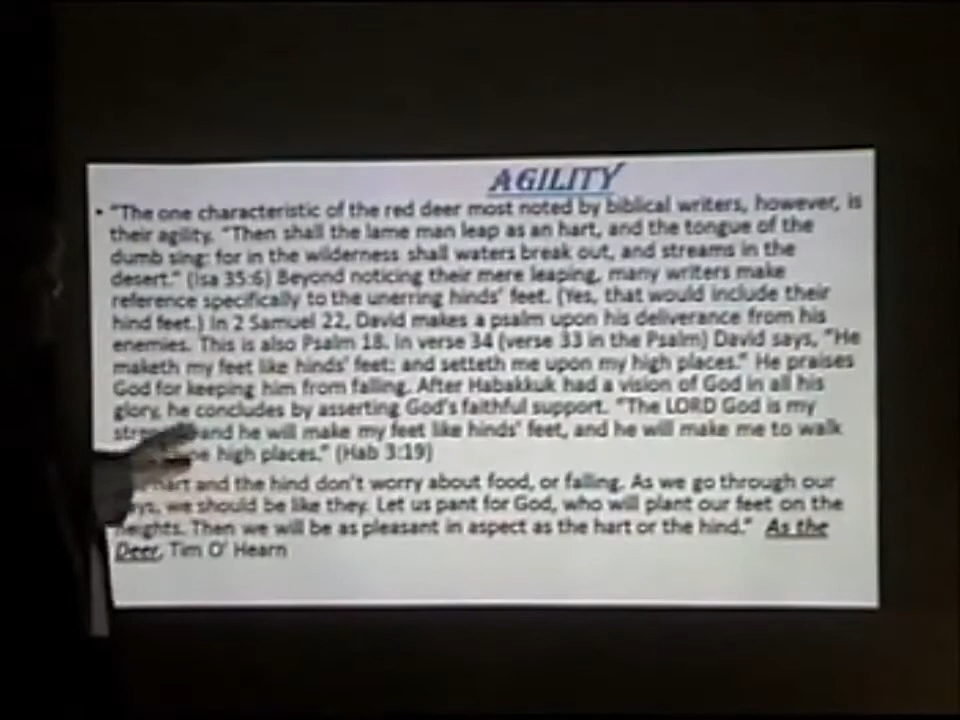 AGILITY
• "The one characteristic of the red deer most noted by biblical writers, however, is
their agility. "Then shall the lame man leap as an hart, and the tongue of the
dumb sing: for in the wilderness shall waters break out, and streams in the
desert." (Isa 35:6) Beyond noticing their mere leaping, many writers make
reference specifically to the unerring hinds' feet. (Yes, that would include their
hind feet.) In 2 Samuel 22, David makes a psalm upon his deliverance from his
enemies. This is also Psalm 18. In verse 34 (verse 33 in the Psalm) David says, "He
maketh my feet like hinds' feet: and setteth me upon my high places." He praises
God for keeping him from falling. After Habakkuk had a vision of God in all his
glory, he concludes by asserting God's faithful support. "The LORD God is my
and he will make my feet like hinds' feet, and he will make me to walk
high places." (Hab 3:19)
hart and the hind don't worry about food, or falling. As we go through our
we should be like they. Let us pant for God, who will plant our feet on the
heights. Then we will be as pleasant in aspect as the hart or the hind." As the
Deer, Tim O' Hearn